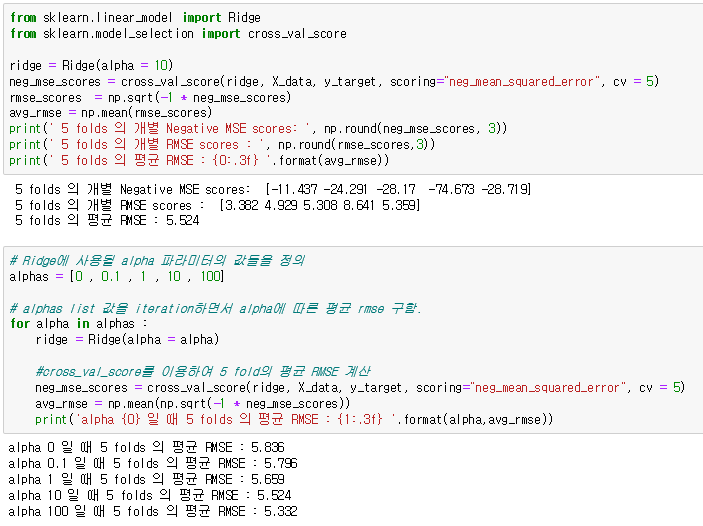 from sklearn.linear_model import Ridge
from sklearn.model_selection import cross_val_score
ridge = Ridge(alpha = 10)
neg_mse_scores = cross_val_score(ridge, X_data, y_target, scoring="neg_mean_squared_error", cv = 5)
rmse_scores  = np.sqrt(-1 * neg_mse_scores)
avg_rmse = np.mean(rmse_scores)
print(' 5 folds 의 개별 Negative MSE scores: ', np.round(neg_mse_scores, 3))
print(' 5 folds 의 개별 RMSE scores : ', np.round(rmse_scores,3))
print(' 5 folds 의 평균 RMSE : {0:.3f} '.format(avg_rmse))
5 folds 의 개별 Negative MSE scores:  [-11.437 -24.291 -28.17  -74.673 -28.719]
5 folds 의 개별 RMSE scores :  [3.382 4.929 5.308 8.641 5.359]
5 folds 의 평균 RMSE : 5.524
# Ridge에 사용될 alpha 파라미터의 값들을 정의
alphas = [0 , 0.1 , 1 , 10 , 100]
# alphas list 값을 iteration하면서 alpha에 따른 평균 rmse 구함.
for alpha in alphas :
    ridge = Ridge(alpha = alpha)
    #cross_val_score를 이용하여 5 fold의 평균 RMSE 계산
    neg_mse_scores = cross_val_score(ridge, X_data, y_target, scoring="neg_mean_squared_error", cv = 5)
    avg_rmse = np.mean(np.sqrt(-1 * neg_mse_scores))
    print('alpha {0} 일 때 5 folds 의 평균 RMSE : {1:.3f} '.format(alpha,avg_rmse))
alpha 0 일 때 5 folds 의 평균 RMSE : 5.836
alpha 0.1 일 때 5 folds 의 평균 RMSE : 5.796
alpha 1 일 때 5 folds 의 평균 RMSE : 5.659
alpha 10 일 때 5 folds 의 평균 RMSE : 5.524
alpha 100 일 때 5 folds 의 평균 RMSE : 5.332